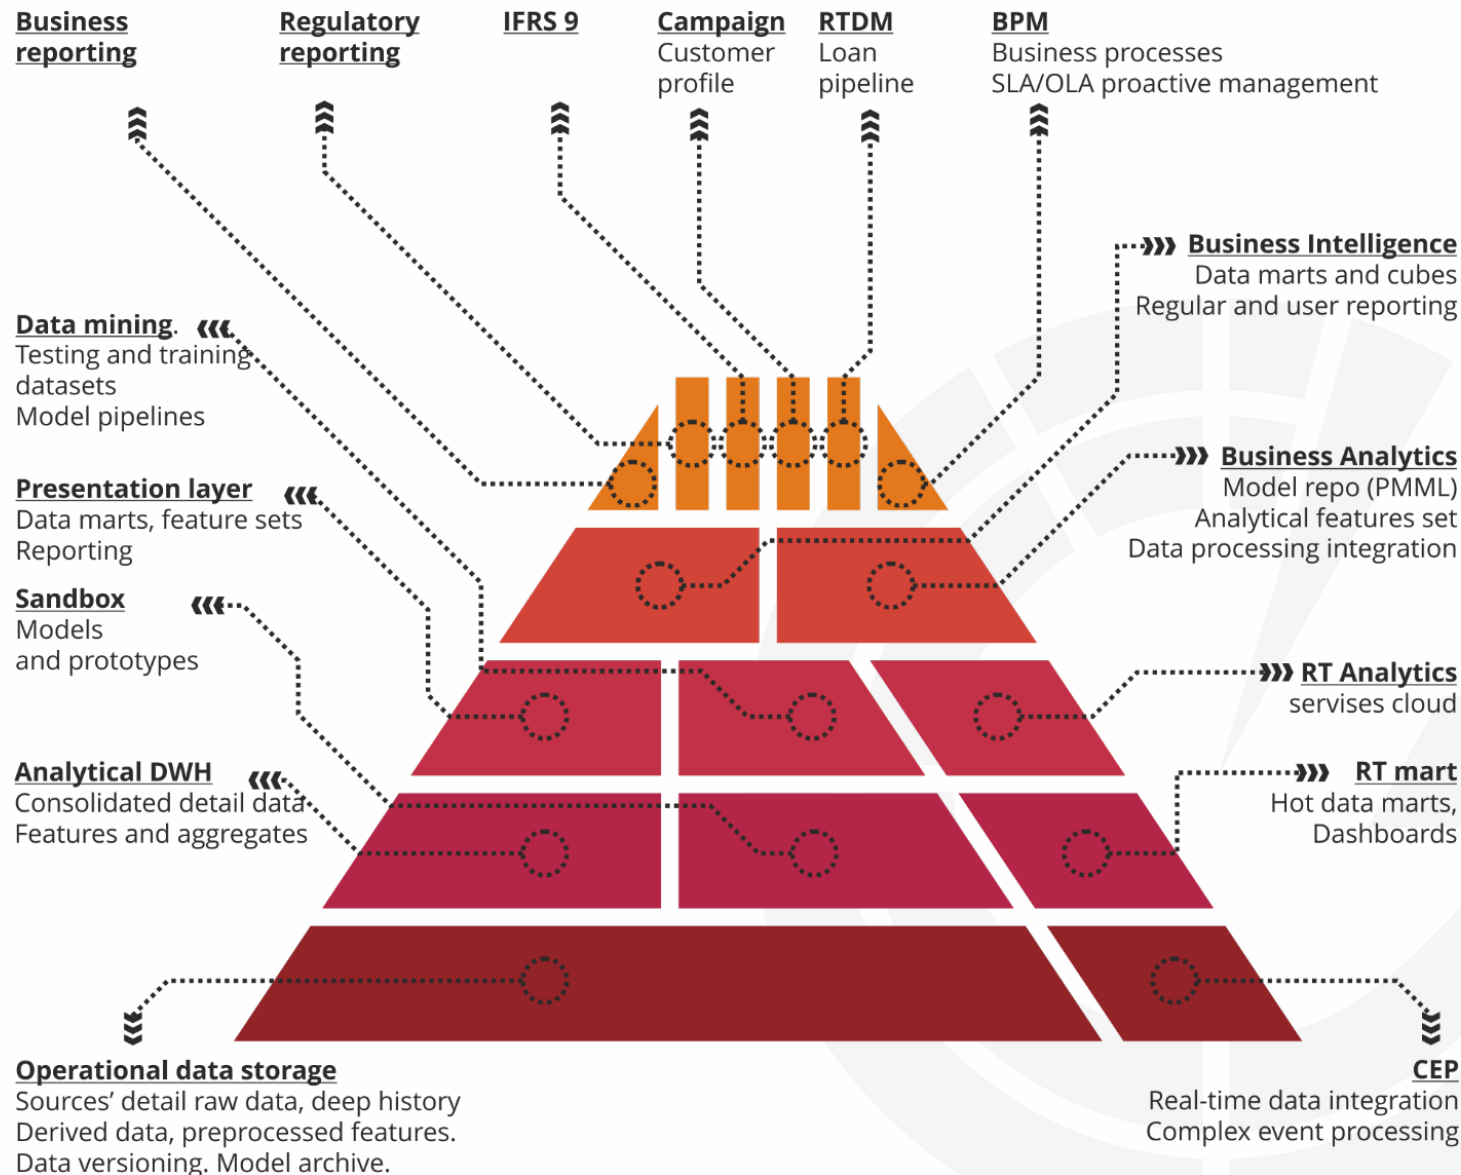 Business
reporting
Regulatory
reporting
IFRS 9
Campaign
Customer
profile
RTDM
Loan
pipeline
BPM
Business processes
SLA/OLA proactive management
Business Intelligence
Data marts and cubes
Regular and user reporting
Data mining.
Testing and training
datasets
Model pipelines
Business Analytics
Model repo (PMML)
Analytical features set
Data processing integration
Presentation layer
Data marts, feature sets
Reporting
Sandbox
Models
and prototypes
RT Analytics
servises cloud
Analytical DWH
Consolidated detail data
Features and aggregates
RT mart
Hot data marts,
Dashboards
Operational data storage
Sources’ detail raw data, deep history
Derived data, preprocessed features.
Data versioning. Model archive.
CEP
Real-time data integration
Complex event processing